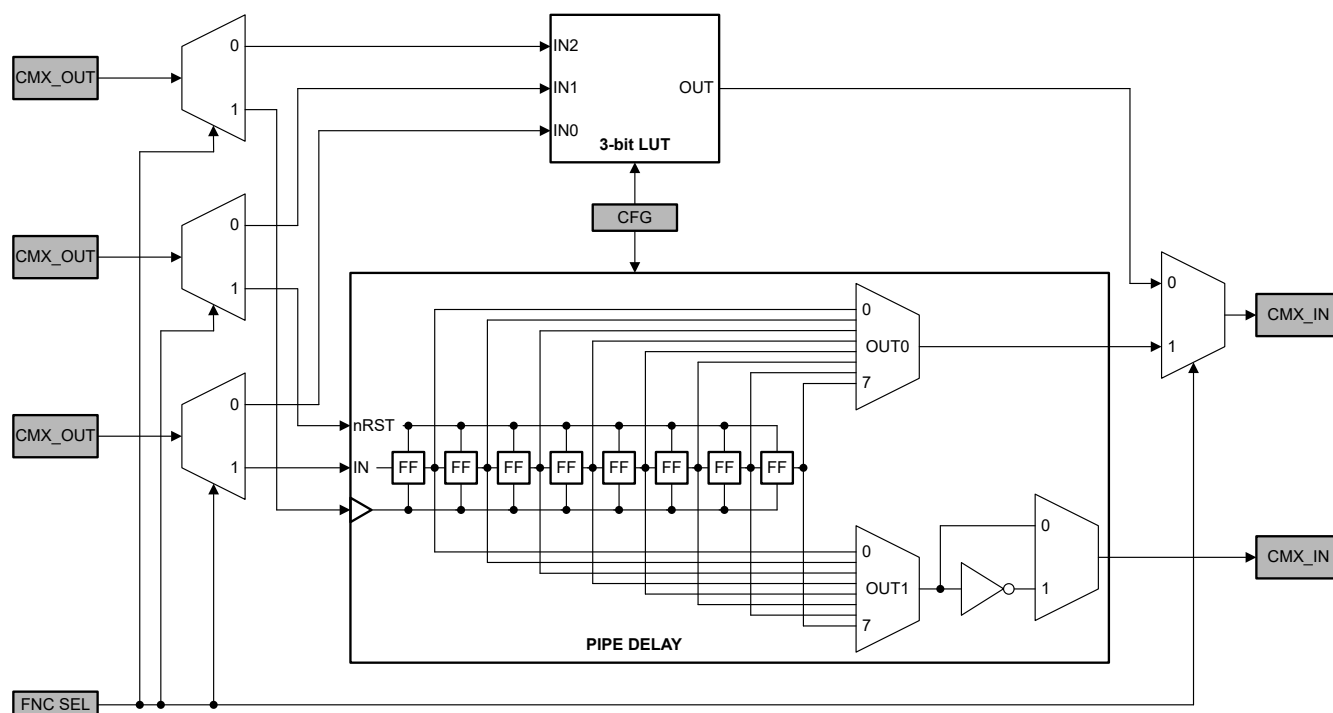 CMX_OUT
0
1
IN2
IN1
IN0
OUT
3-bit LUT
CMX_OUT
0
1
CFG
CMX_OUT
0
1
nRST
IN
FF FF FF FF FF FF FF FF
0
OUT0
7
0
OUT1
7
0
1
PIPE DELAY
0
1
CMX_IN
CMX_IN
FNC SEL